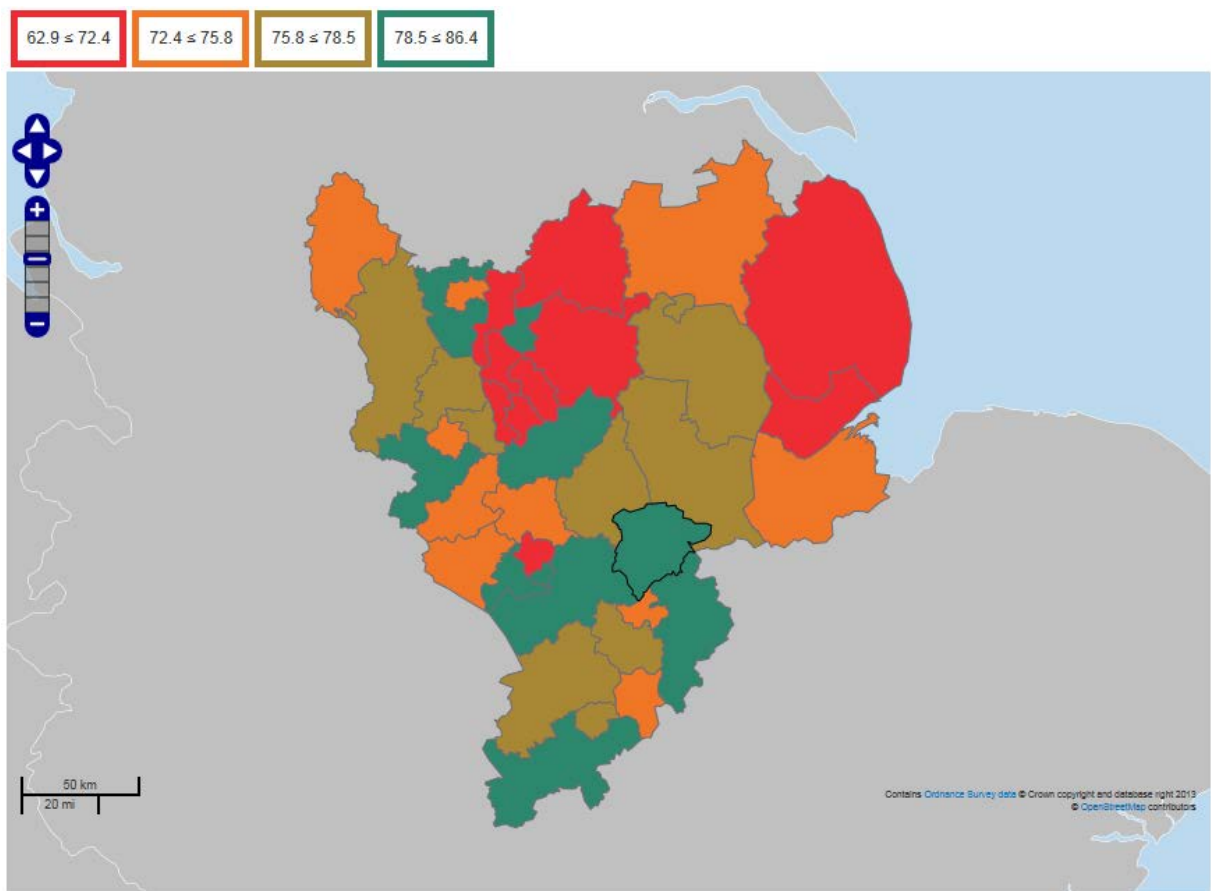 62.9 ≤ 72.4
72.4 ≤ 75.8
75.8 ≤ 78.5
78.5 ≤ 86.4
50 km
20 mi
Contains Ordnance Survey data © Crown copyright and database right 2013
© OpenStreetMap contributors